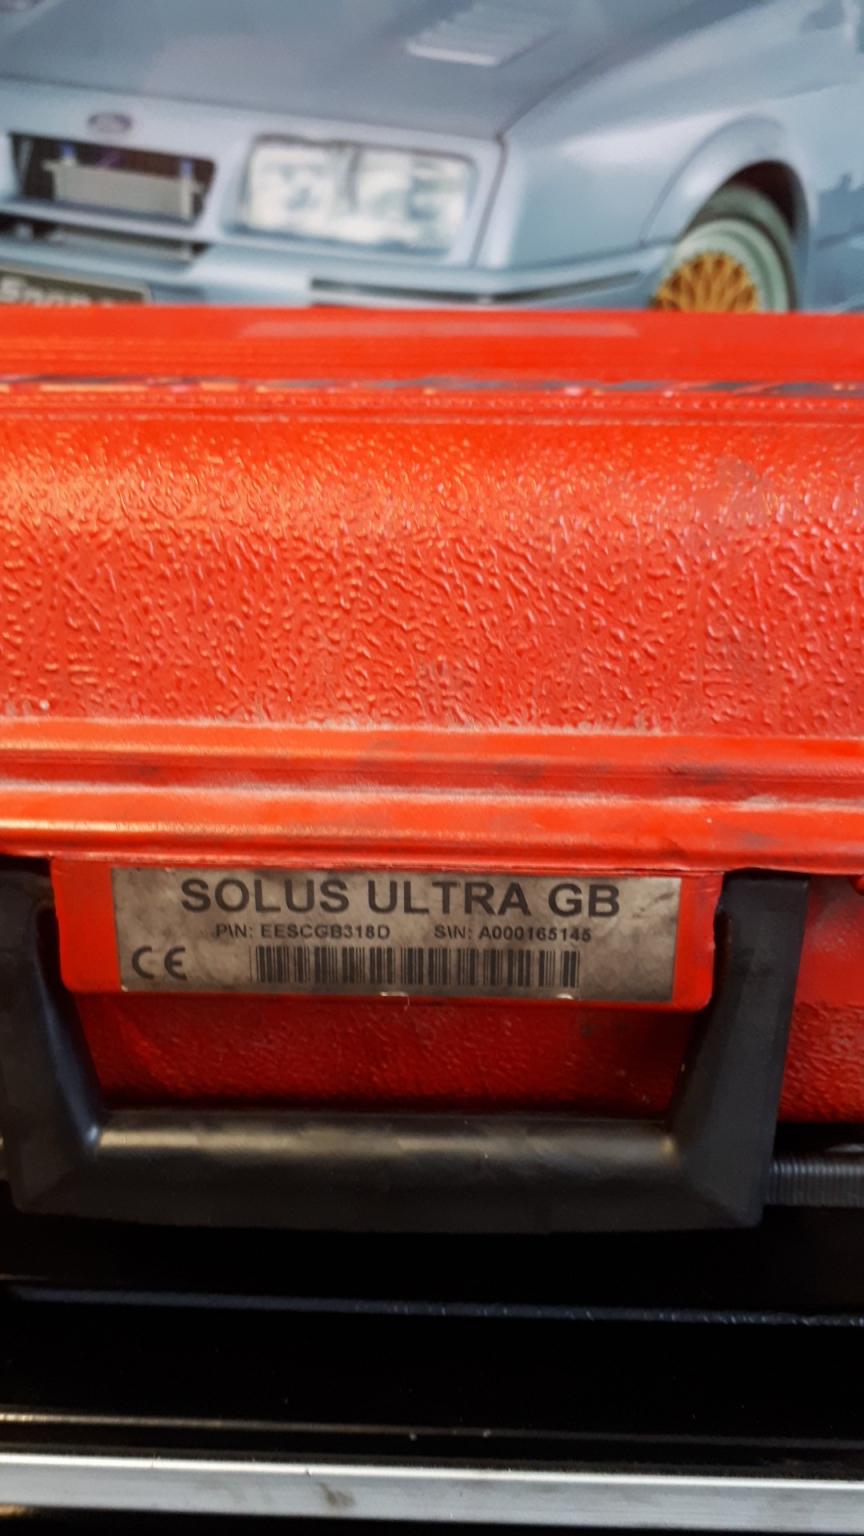 SOLUS ULTRA GB
P\N: EESCGB318D S\N: A000165145
CE